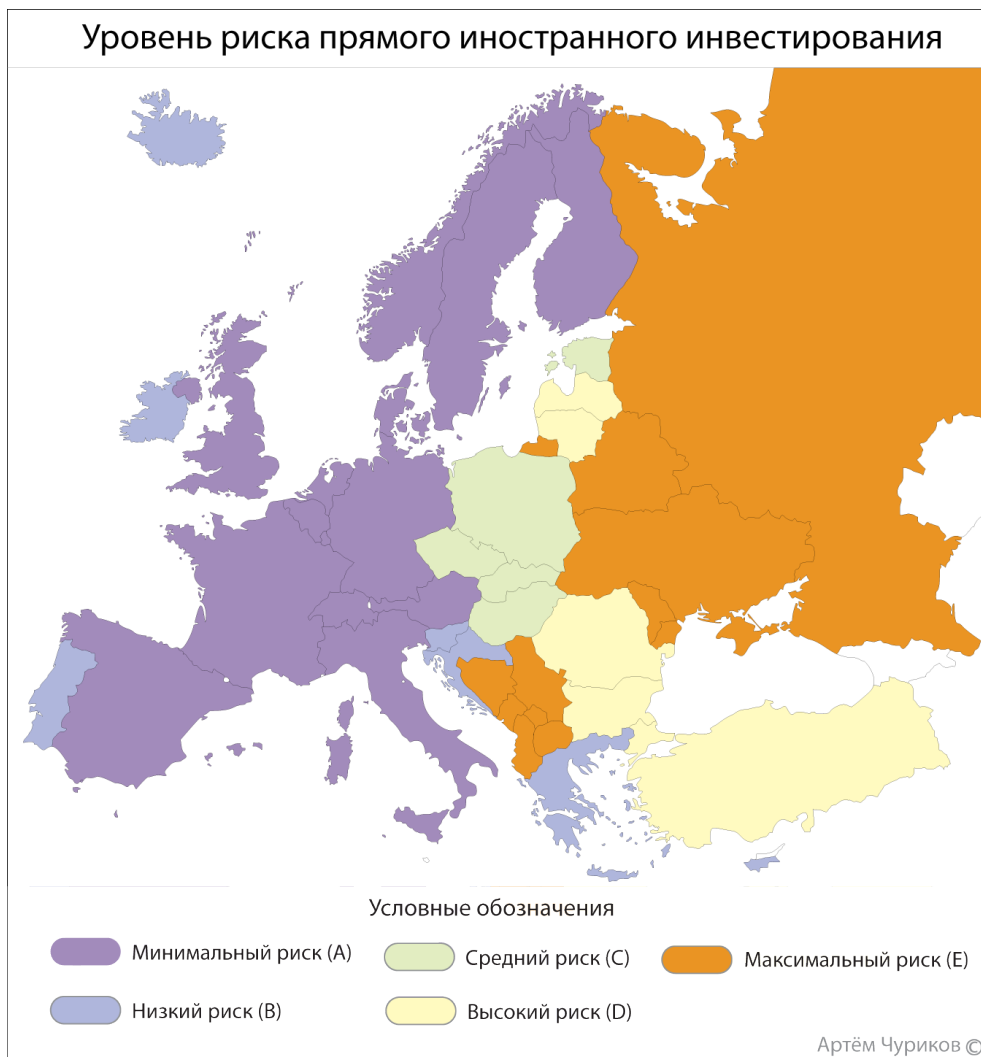 Уровень риска прямого иностранного инвестирования
Условные обозначения
Минимальный риск (A)
Средний риск (C)
Максимальный риск (E)
Низкий риск (B)
Высокий риск (D)
Артём Чуриков ©